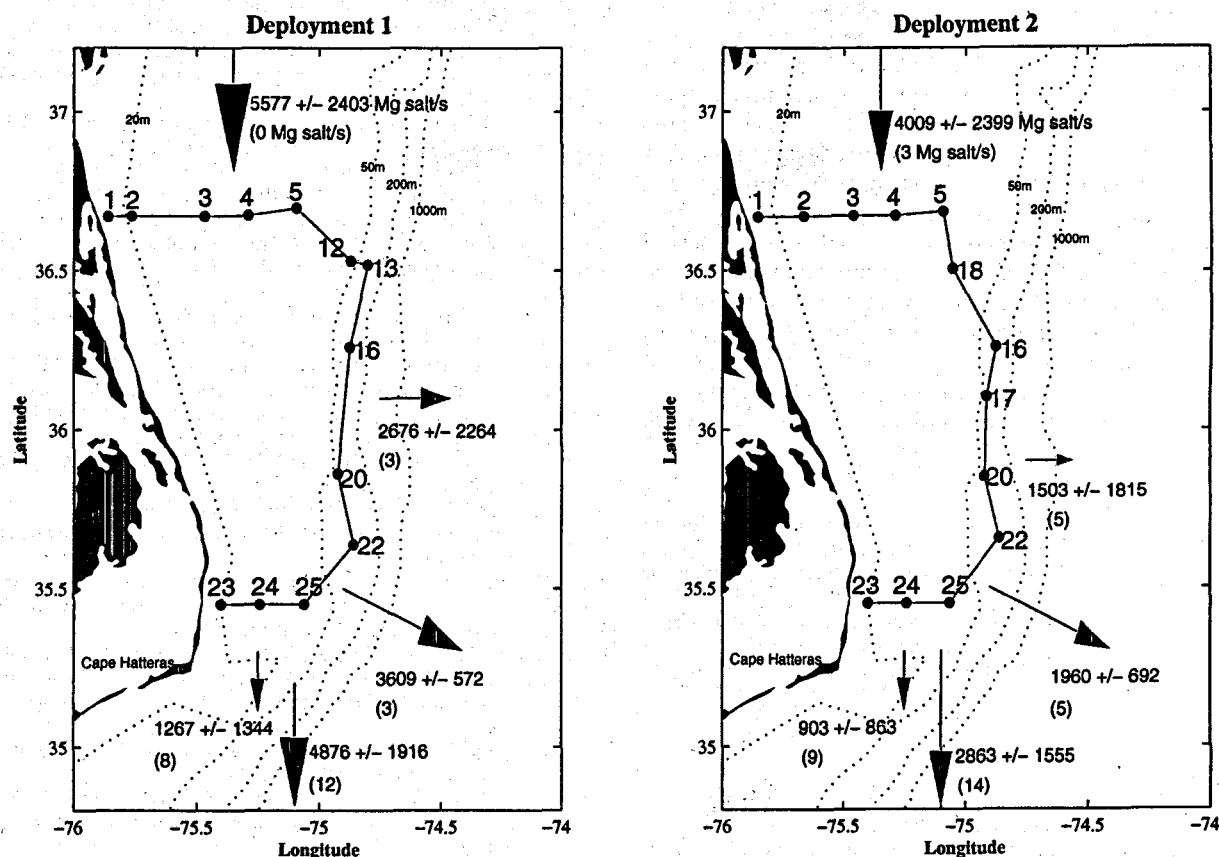 Deployment 1
37
36.5
36
35.5
35
Latitude
20m
5577 +/− 2403 Mg salt/s
(0 Mg salt/s)
50m
200m
1000m
1 2 3 4 5
12
13
16
2676 +/− 2264
(3)
20
22
23 24 25
Cape Hatteras
3609 +/− 572
(3)
1267 +/− 1344
(8)
4876 +/− 1916
(12)
−76 −75.5 −75 −74.5 −74
Longitude
Deployment 2
37
36.5
36
35.5
35
Latitude
20m
4009 +/− 2399 Mg salt/s
(3 Mg salt/s)
50m
200m
1000m
1 2 3 4 5
18
16
17
20
1503 +/− 1815
(5)
22
23 24 25
Cape Hatteras
1960 +/− 692
(5)
903 +/− 863
(9)
2863 +/− 1555
(14)
−76 −75.5 −75 −74.5 −74
Longitude